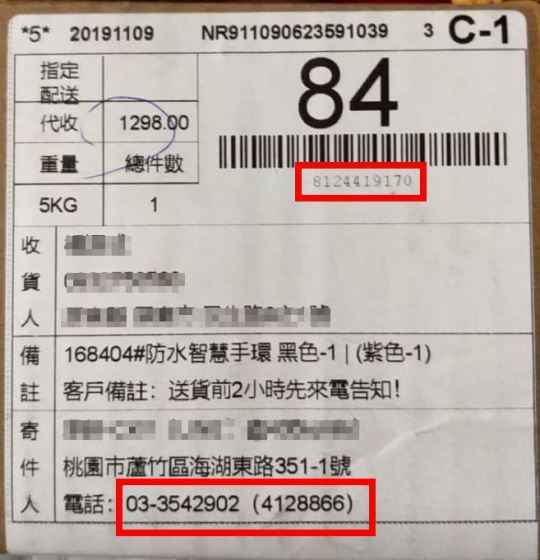 *5* 20191109 NR911090623591039 3 C-1
指定
配送
84
代收 1298.00
重量 總件數
8124419170
5KG 1
收
貨
人
備 168404#防水智慧手環 黑色-1 | (紫色-1)
註 客戶備註：送貨前2小時先來電告知！
寄
件 桃園市蘆竹區海湖東路351-1號
人 電話：03-3542902（4128866）